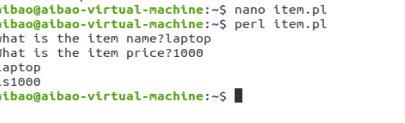 aibao@aibao-virtual-machine:~$ nano item.pl
aibao@aibao-virtual-machine:~$ perl item.pl
what is the item name?laptop
What is the item price?1000
laptop
is1000
aibao@aibao-virtual-machine:~$